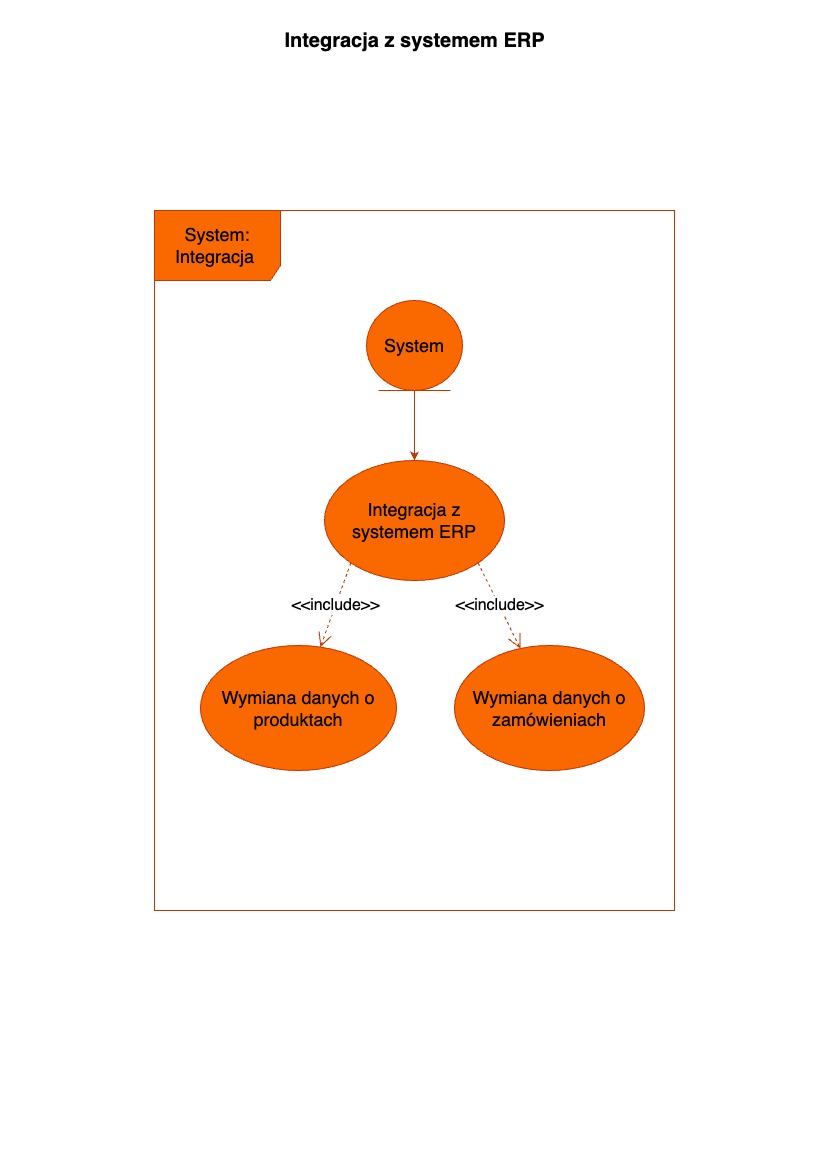 Integracja z systemem ERP
System:
Integracja
System
Integracja z
systemem ERP
<<include>>
<<include>>
Wymiana danych o
produktach
Wymiana danych o
zamówieniach